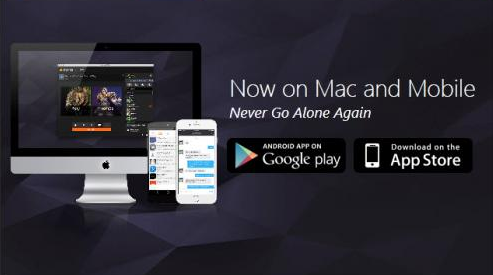 Now on Mac and Mobile
Never Go Alone Again
ANDROID APP ON
Google play
Download on the
App Store